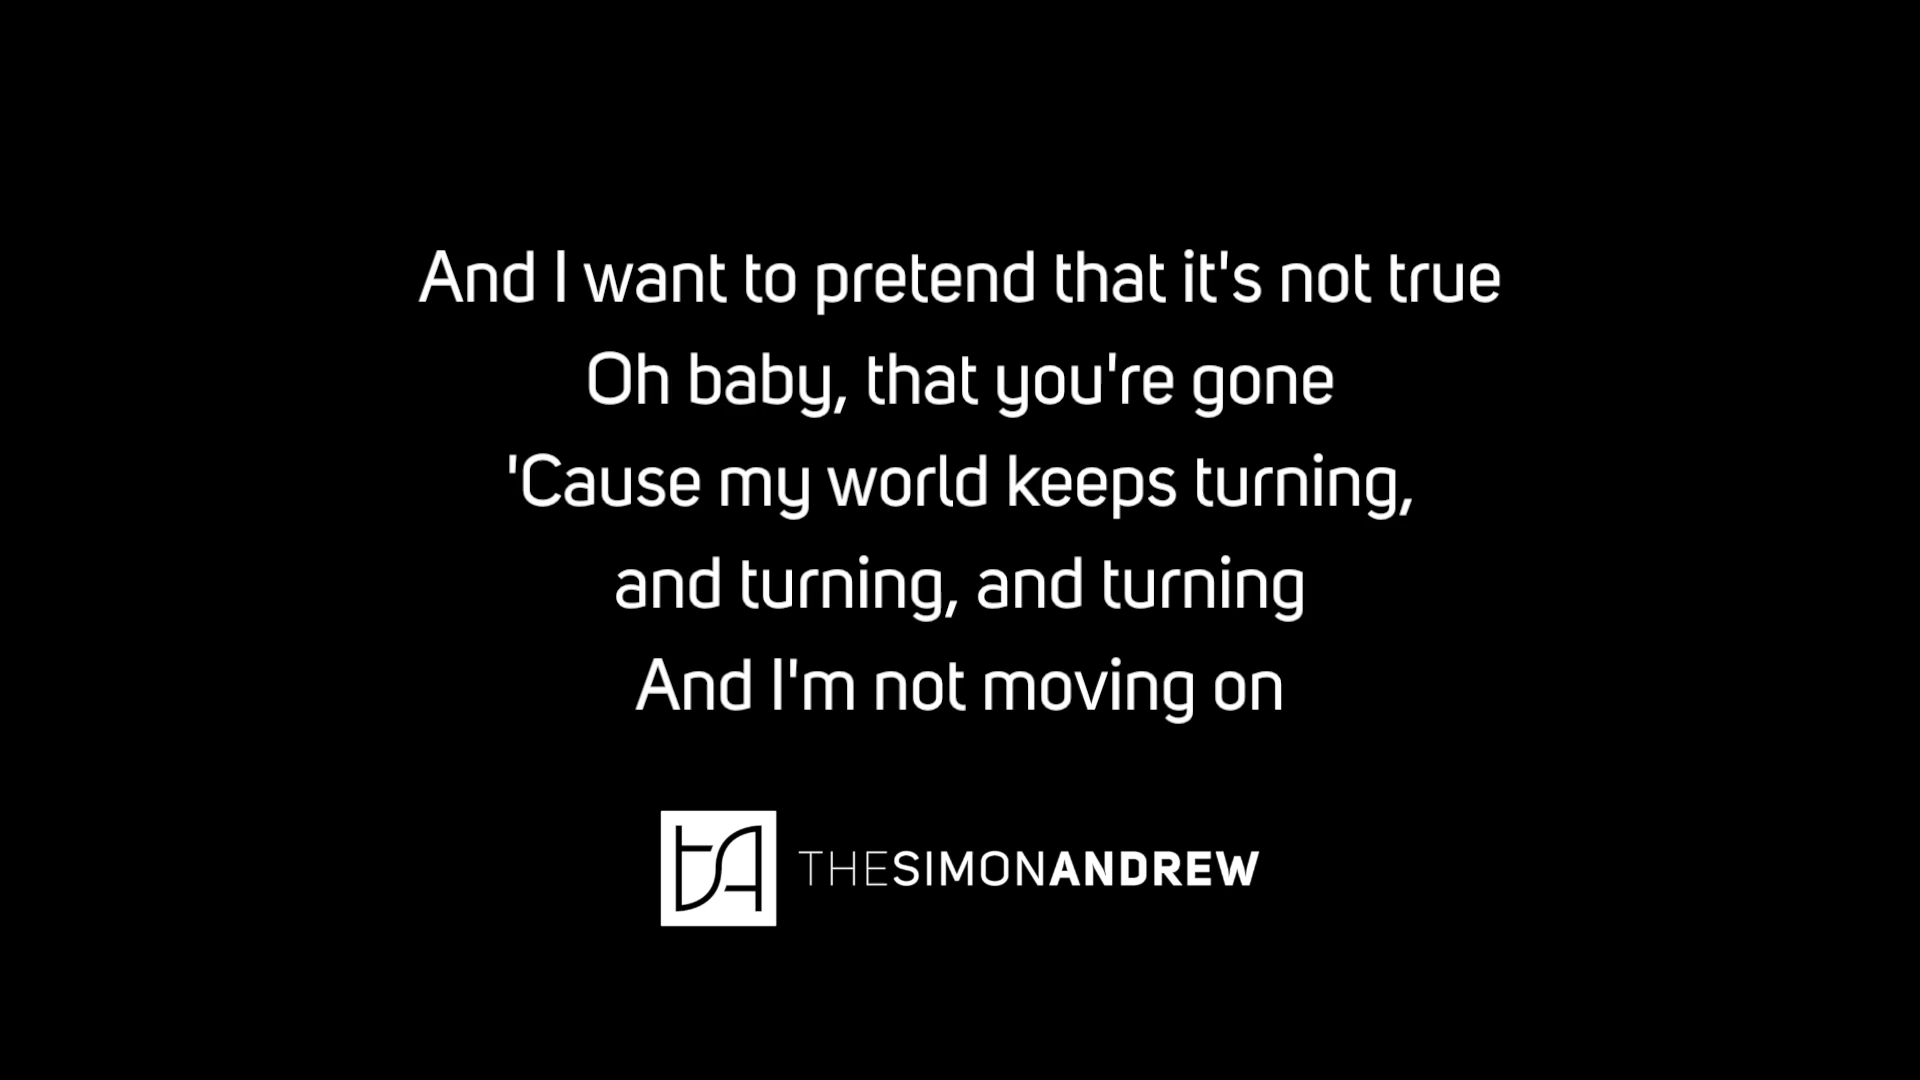 And I want to pretend that it's not true
Oh baby, that you're gone
'Cause my world keeps turning,
and turning, and turning
And I'm not moving on
THESIMONANDREW